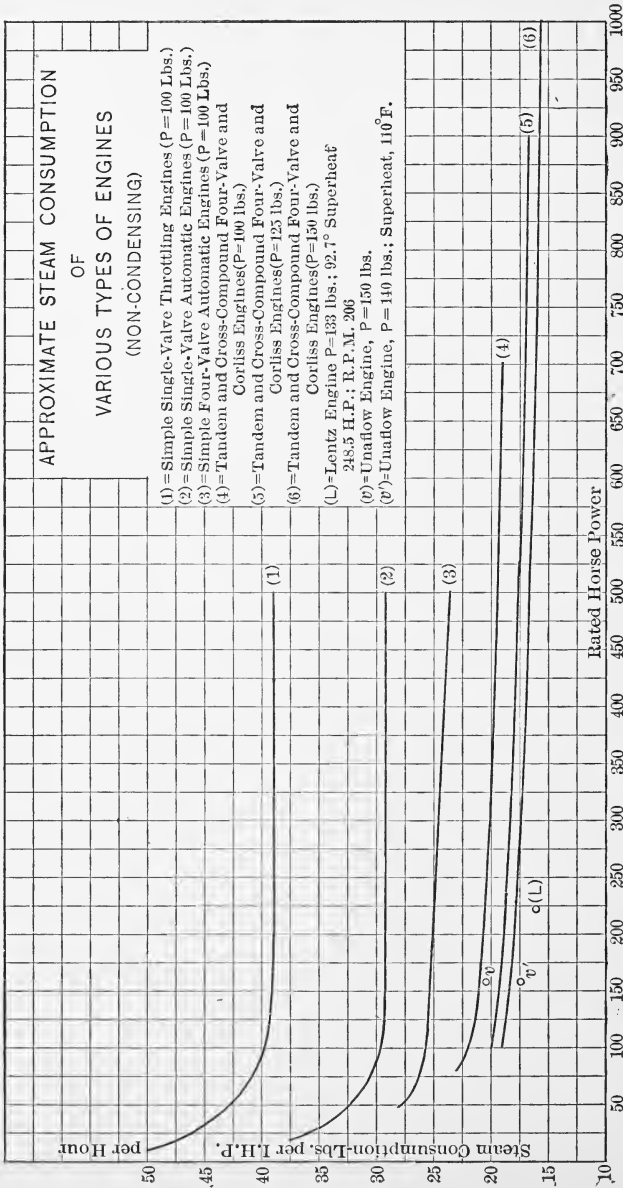 APPROXIMATE STEAM CONSUMPTION
OF
VARIOUS TYPES OF ENGINES
(NON-CONDENSING)
(1)=Simple Single-Valve Throttling Engines (P=100 Lbs.)
(2)=Simple Single-Valve Automatic Engines (P=100 Lbs.)
(3)=Simple Four-Valve Automatic Engines (P=100 Lbs.)
(4)=Tandem and Cross-Compound Four-Valve and
Corliss Engines(P=100 lbs.)
(5)=Tandem and Cross-Compound Four-Valve and
Corliss Engines(P=125 lbs.)
(6)=Tandem and Cross-Compound Four-Valve and
Corliss Engines(P=150 lbs.)
(L)=Lentz Engine P=133 lbs.; 92.7° Superheat
248.5 H.P.; R.P.M. 206
(v)=Unaflow Engine, P=150 lbs.
(v')=Unaflow Engine, P=140 lbs.; Superheat, 110°F.
(1)
(2)
(3)
(4)
(5)
(6)
v
v'
(L)
Steam Consumption-Lbs. per I.H.P.
per Hour
50
45
40
35
30
25
20
15
10
Rated Horse Power
50 100 150 200 250 300 350 400 450 500 550 600 650 700 750 800 850 900 950 1000